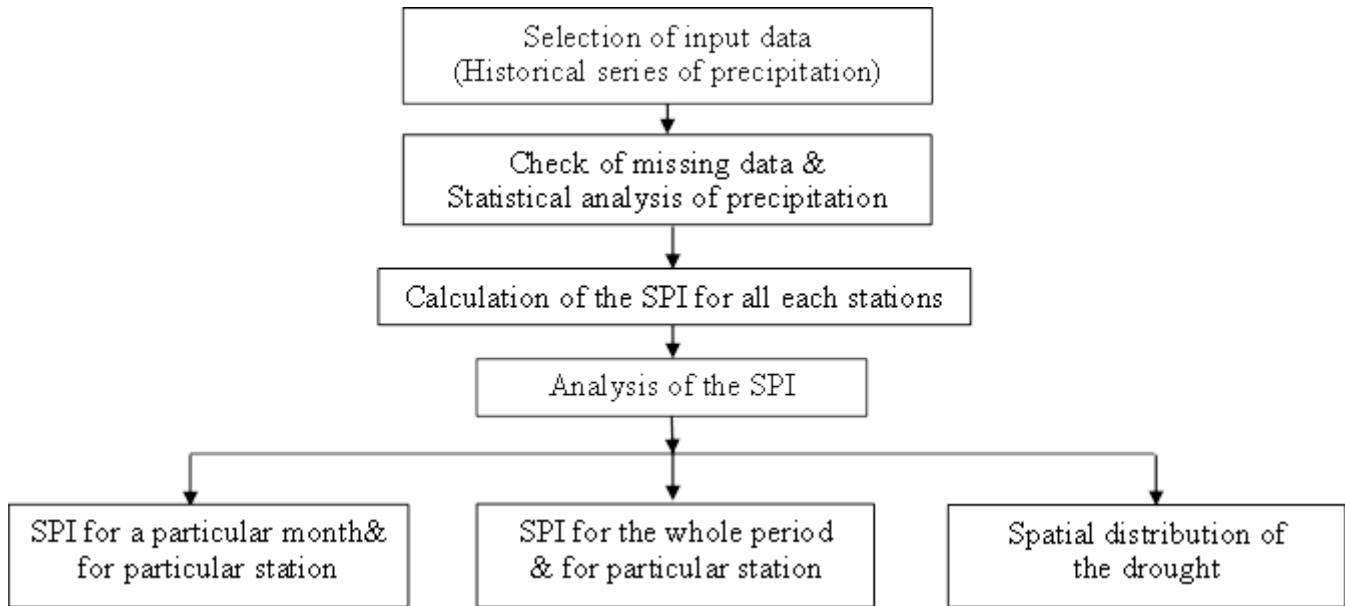 Selection of input data
(Historical series of precipitation)
Check of missing data &
Statistical analysis of precipitation
Calculation of the SPI for all each stations
Analysis of the SPI
SPI for a particular month&
for particular station
SPI for the whole period
& for particular station
Spatial distribution of
the drought